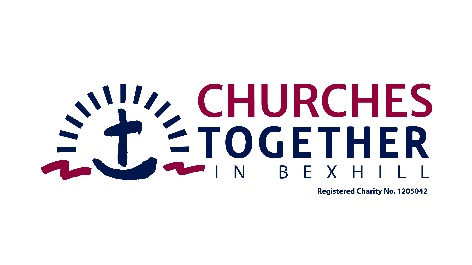 CHURCHES
TOGETHER
IN BEXHILL
Registered Charity No. 1205042